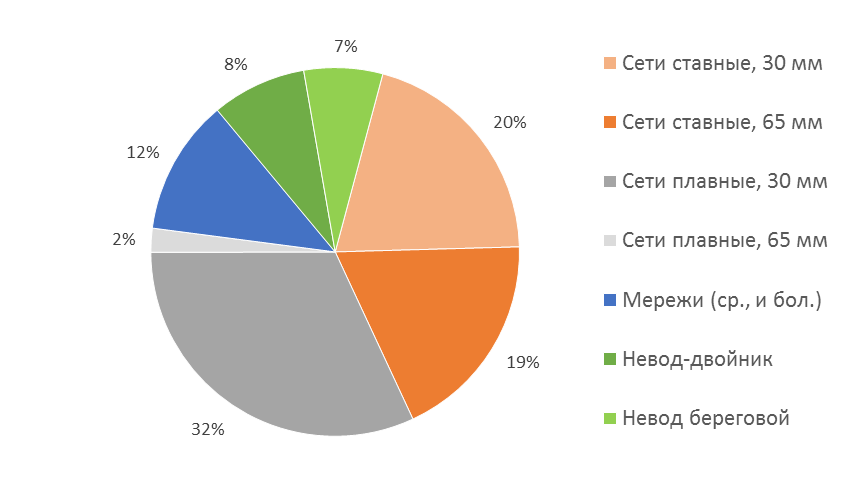 7%
8%
20%
12%
2%
19%
32%
Сети ставные, 30 мм
Сети ставные, 65 мм
Сети плавные, 30 мм
Сети плавные, 65 мм
Мережи (ср., и бол.)
Невод-двойник
Невод береговой